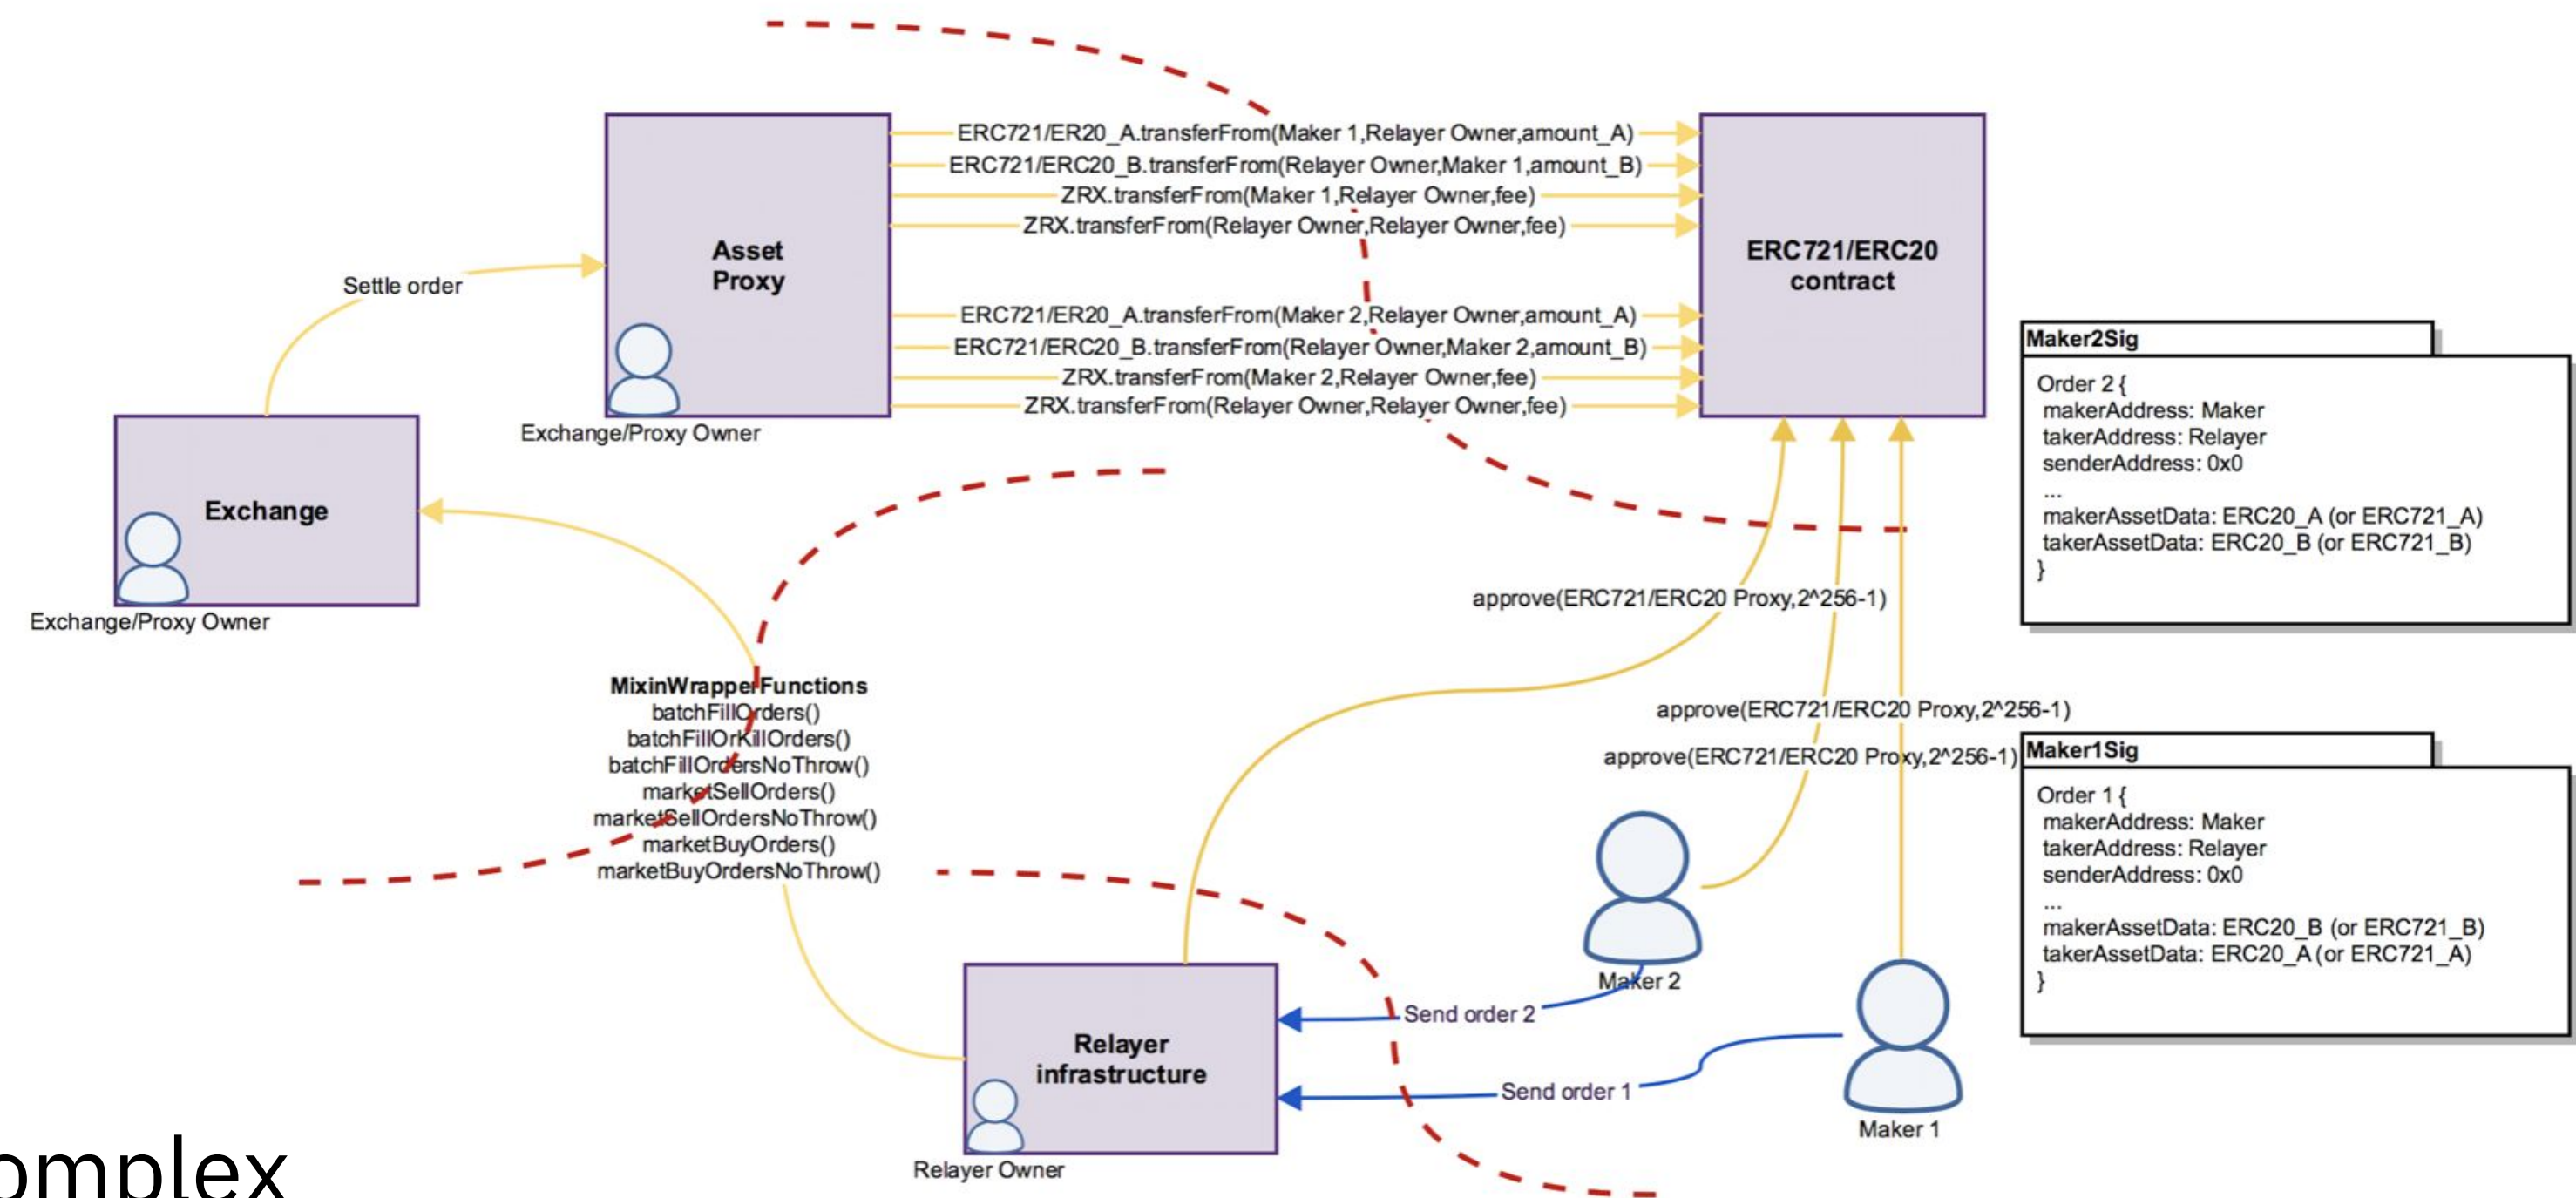 ERC721/ER20_A.transferFrom(Maker 1,Relayer Owner,amount_A)
ERC721/ERC20_B.transferFrom(Relayer Owner,Maker 1,amount_B)
ZRX.transferFrom(Maker 1,Relayer Owner,fee)
ZRX.transferFrom(Relayer Owner,Relayer Owner,fee)
Asset
Proxy
ERC721/ERC20
contract
Settle order
ERC721/ER20_A.transferFrom(Maker 2,Relayer Owner,amount_A)
ERC721/ERC20_B.transferFrom(Relayer Owner,Maker 2,amount_B)
ZRX.transferFrom(Maker 2,Relayer Owner,fee)
ZRX.transferFrom(Relayer Owner,Relayer Owner,fee)
Exchange/Proxy Owner
Maker2Sig
Order 2 {
makerAddress: Maker
takerAddress: Relayer
senderAddress: 0x0
...
makerAssetData: ERC20_A (or ERC721_A)
takerAssetData: ERC20_B (or ERC721_B)
}
Exchange
Exchange/Proxy Owner
approve(ERC721/ERC20 Proxy,2^256-1)
MixinWrapperFunctions
batchFillOrders()
batchFillOrKillOrders()
batchFillOrdersNoThrow()
marketSellOrders()
marketSellOrdersNoThrow()
marketBuyOrders()
marketBuyOrdersNoThrow()
approve(ERC721/ERC20 Proxy,2^256-1)
approve(ERC721/ERC20 Proxy,2^256-1)
Maker1Sig
Order 1 {
makerAddress: Maker
takerAddress: Relayer
senderAddress: 0x0
...
makerAssetData: ERC20_B (or ERC721_B)
takerAssetData: ERC20_A (or ERC721_A)
}
Maker 2
Send order 2
Relayer
infrastructure
Send order 1
Maker 1
Relayer Owner
omplex